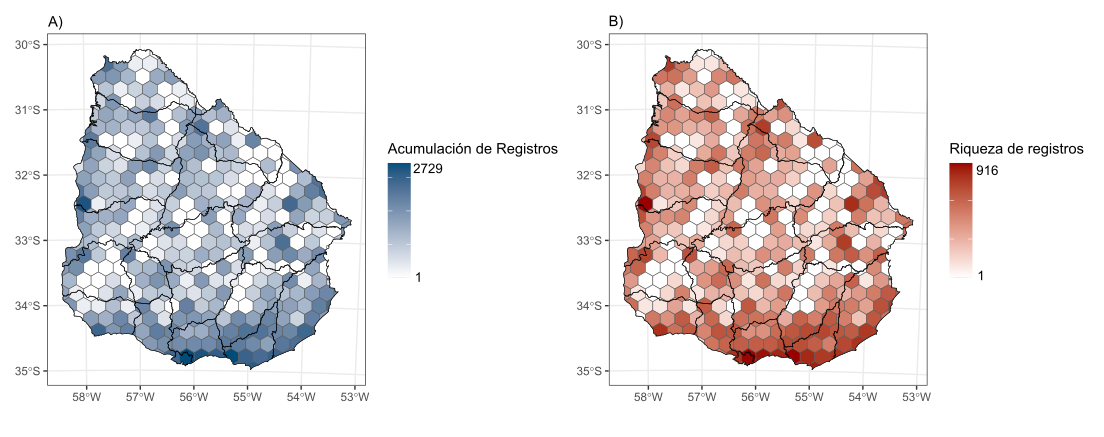 A)
30°S
31°S
32°S
33°S
34°S
35°S
58°W
57°W
56°W
55°W
54°W
53°W
Acumulación de Registros
2729
1
B)
30°S
31°S
32°S
33°S
34°S
35°S
58°W
57°W
56°W
55°W
54°W
53°W
Riqueza de registros
916
1